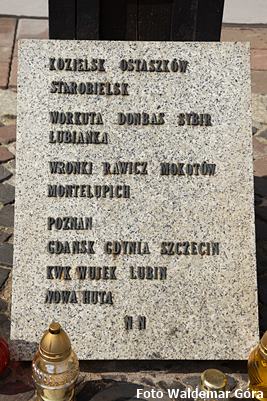 KOZIELSK OSTASZKÓW
STAROBIELSK
WORKUTA DONBAS SYBIR
ŁUBIANKA
WRONKI RAWICZ MOKOTÓW
MONTELUPICH
POZNAŃ
GDAŃSK GDYNIA SZCZECIN
KWK WUJEK LUBIN
NOWA HUTA
N N
Foto Waldemar Góra